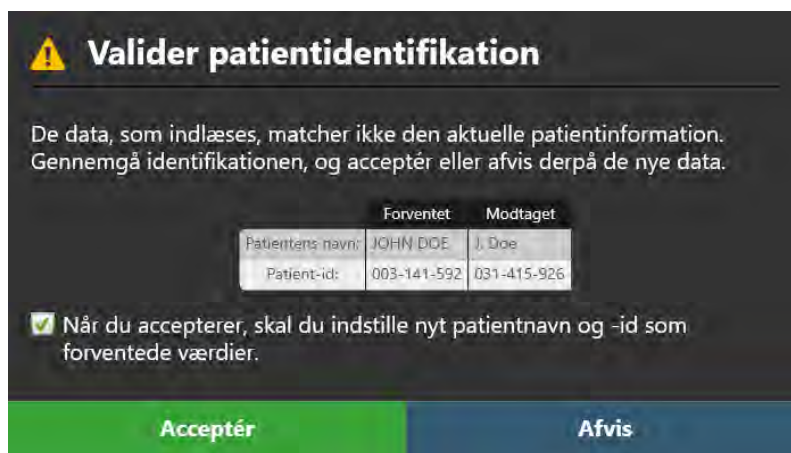 Valider patientidentifikation
De data, som indlæses, matcher ikke den aktuelle patientinformation.
Gennemgå identifikationen, og acceptér eller afvis derpå de nye data.
Forventet Modtaget
Patientens navn: JOHN DOE J. Doe
Patient-id: 003-141-592 031-415-926
Når du accepterer, skal du indstille nyt patientnavn og -id som
forventede værdier.
Acceptér Afvis